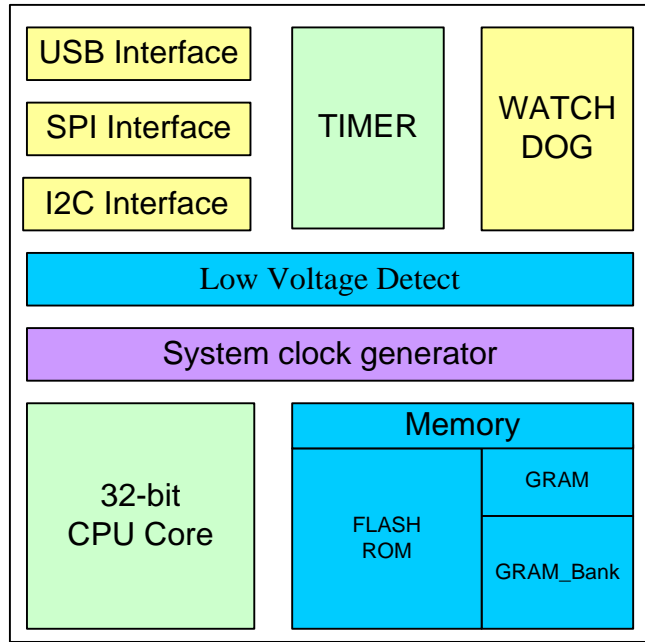 USB Interface
SPI Interface
I2C Interface
TIMER
WATCH
DOG
Low Voltage Detect
System clock generator
32-bit
CPU Core
Memory
FLASH
ROM
GRAM
GRAM_Bank